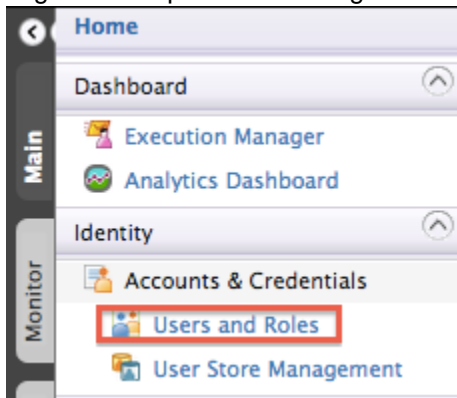 Home
Dashboard
Execution Manager
Analytics Dashboard
Identity
Accounts & Credentials
Users and Roles
User Store Management
Main
Monitor